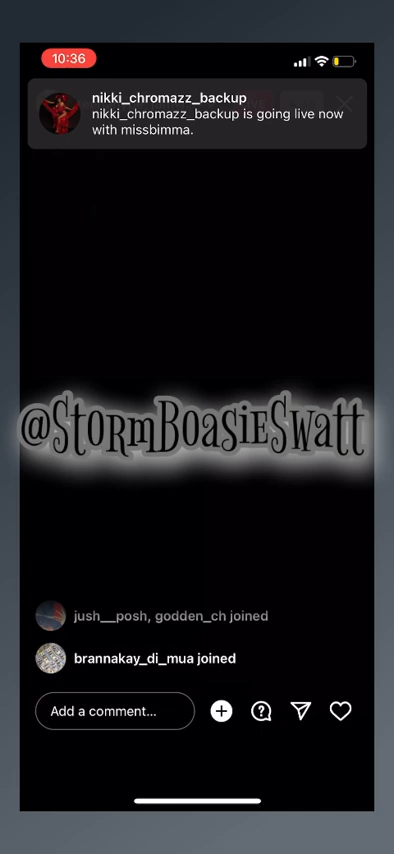 10:36
nikki_chromazz_backup
nikki_chromazz_backup is going live now
with missbimma.
@StormBoasieSwatt
jush__posh, godden_ch joined
brannakay_di_mua joined
Add a comment...